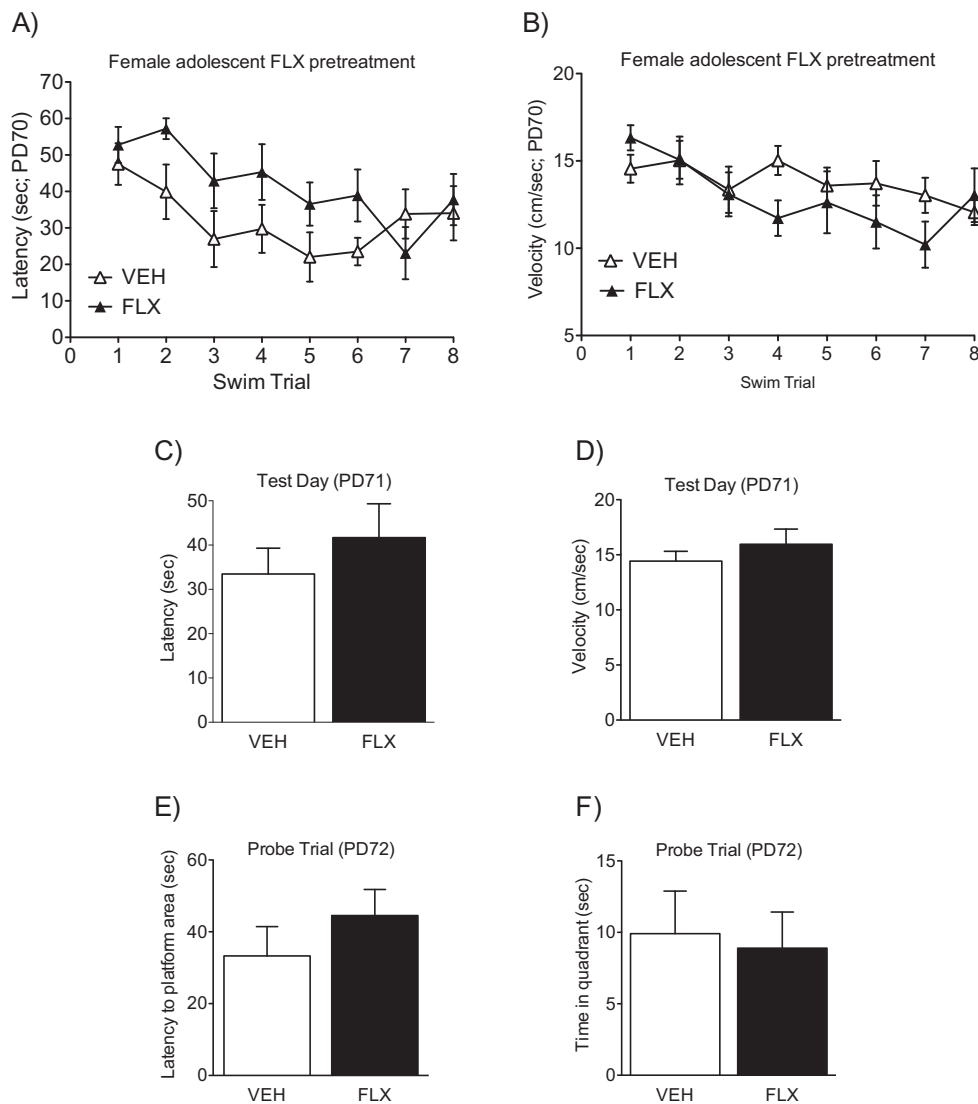 A)
Female adolescent FLX pretreatment
Latency (sec; PD70)
70
60
50
40
30
20
10
0
VEH
FLX
0 1 2 3 4 5 6 7 8
Swim Trial
B)
Female adolescent FLX pretreatment
Velocity (cm/sec; PD70)
20
15
10
5
VEH
FLX
0 1 2 3 4 5 6 7 8
Swim Trial
C)
Test Day (PD71)
Latency (sec)
50
40
30
20
10
0
VEH FLX
D)
Test Day (PD71)
Velocity (cm/sec)
20
15
10
5
0
VEH FLX
E)
Probe Trial (PD72)
Latency to platform area (sec)
60
40
20
0
VEH FLX
F)
Probe Trial (PD72)
Time in quadrant (sec)
15
10
5
0
VEH FLX